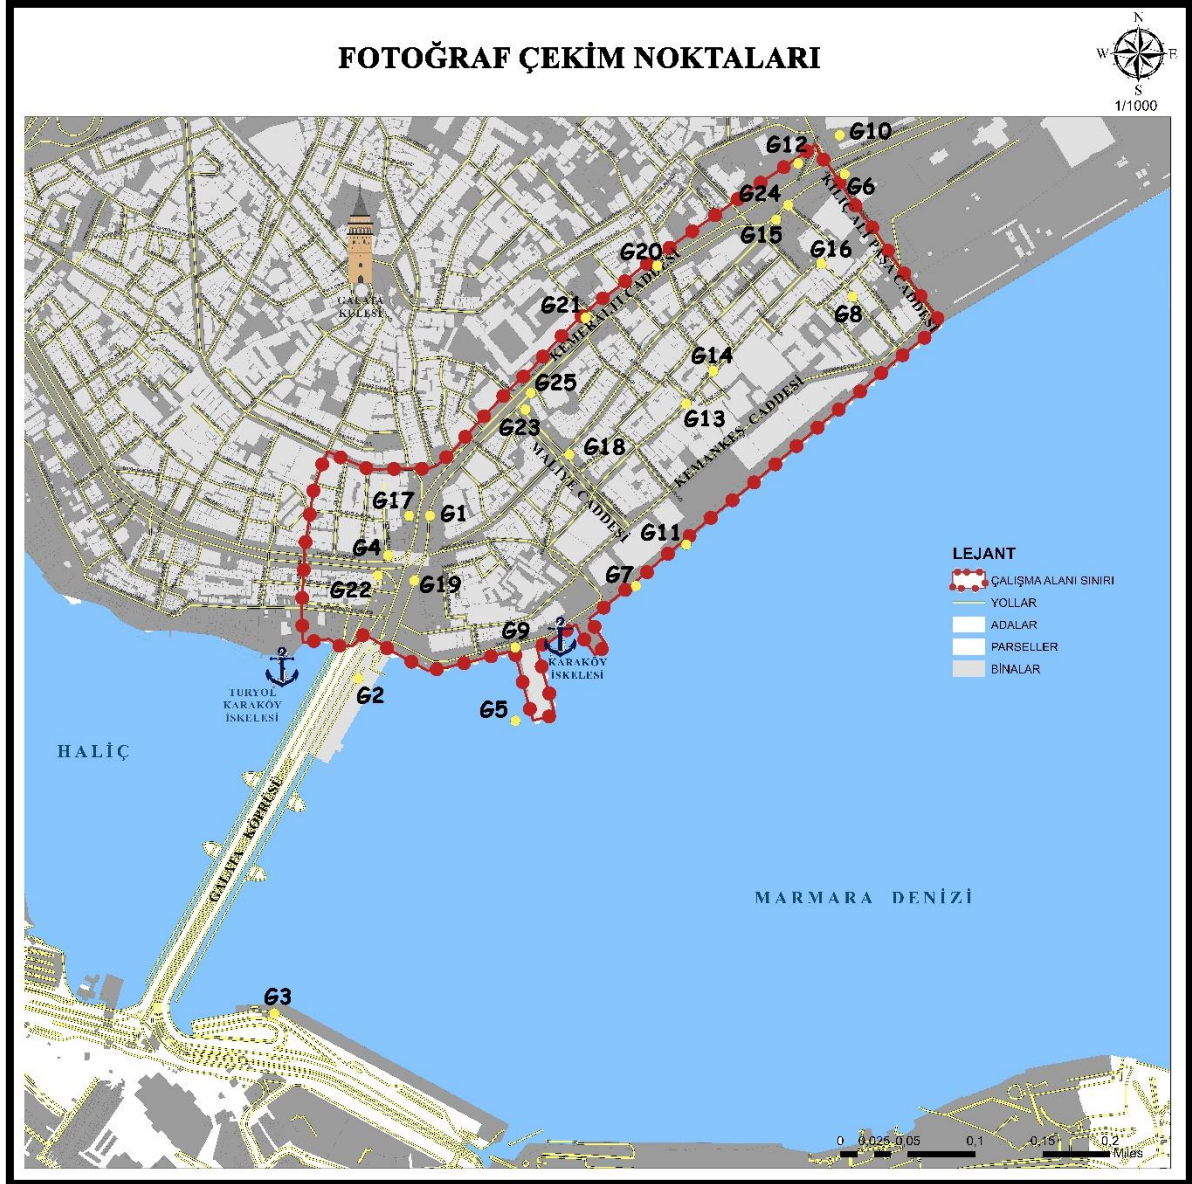 FOTOĞRAF ÇEKİM NOKTALARI
N
W
E
S
1/1000
G10
G12
G6
G24
KILIÇ ALİ PAŞA CADDESİ
G15
G20
G16
G8
GALATA
KULESİ
G21
KEMERALTI CADDESİ
G14
G25
G13
G23
KEMANKEŞ CADDESİ
G18
MALİYE CADDESİ
G17
G1
G11
G4
G7
G22
G19
LEJANT
ÇALIŞMA ALANI SINIRI
YOLLAR
ADALAR
PARSELLER
BİNALAR
G9
KARAKÖY
İSKELESİ
TURYOL
KARAKÖY
İSKELESİ
G2
G5
HALİÇ
GALATA KÖPRÜSÜ
MARMARA DENİZİ
G3
0 0,025 0,05 0,1 0,15 0,2
Miles